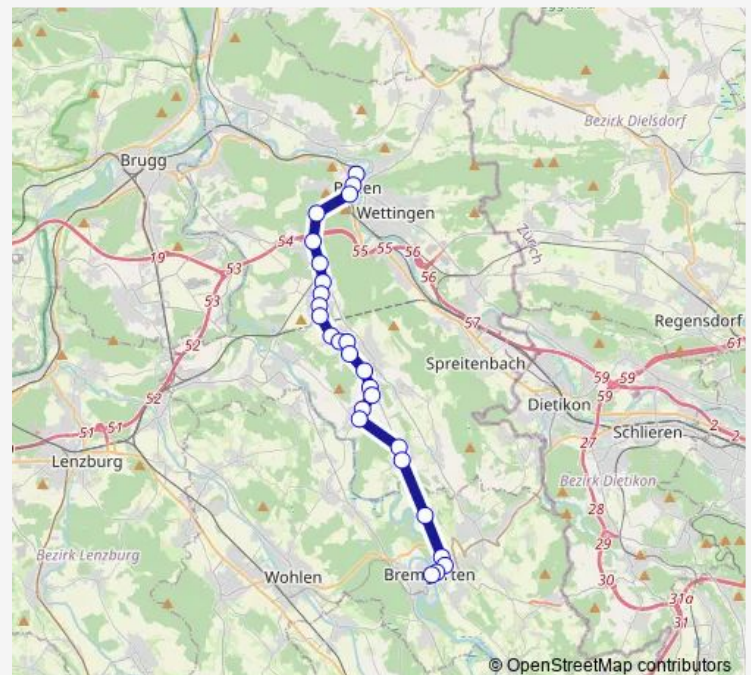 Bezirk Dielsdorf
Brugg
Wettingen
54
55
55
56
56
Zürich
19
53
53
57
Regensdorf
61
52
Spreitenbach
59
59
59
52
Dietikon
2
2
51
51
27
Schlieren
Lenzburg
Bezirk Dietikon
28
Bezirk Lenzburg
29
Wohlen
30
31a
31
© OpenStreetMap contributors